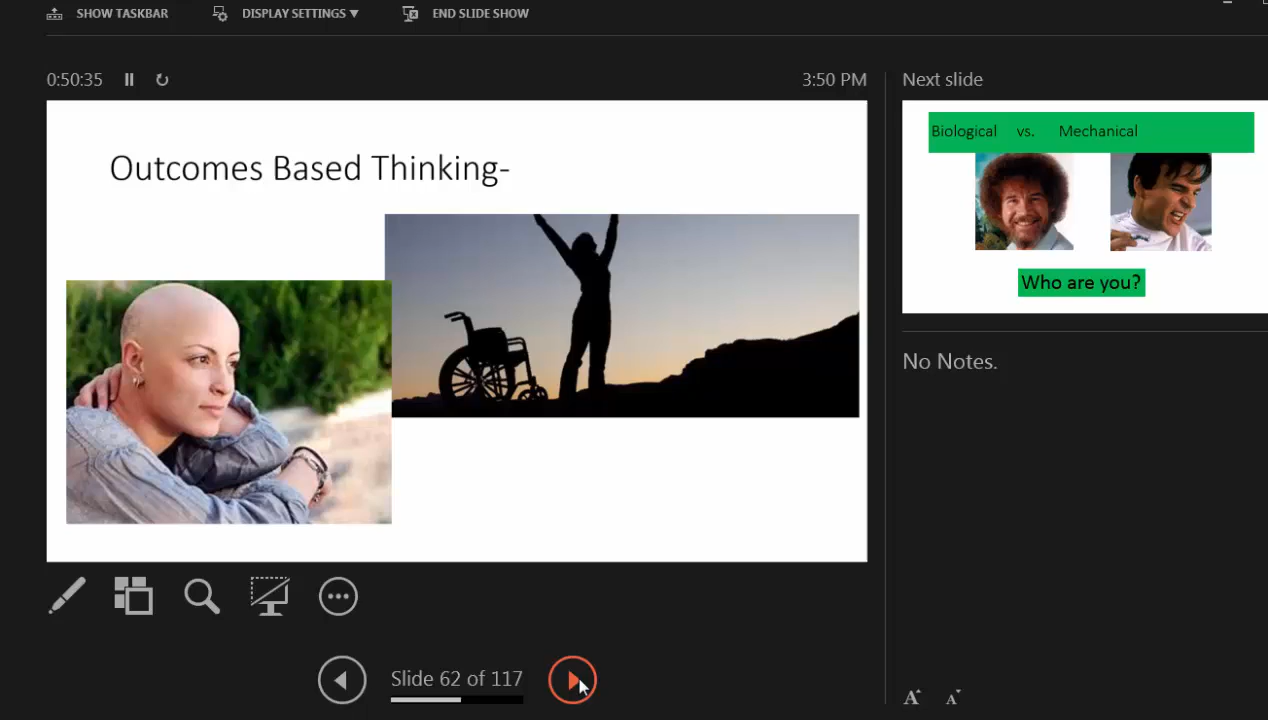 SHOW TASKBAR
DISPLAY SETTINGS ▼
END SLIDE SHOW
0:50:35
3:50 PM
Next slide
Outcomes Based Thinking-
Biological vs. Mechanical
Who are you?
No Notes.
Slide 62 of 117
A A